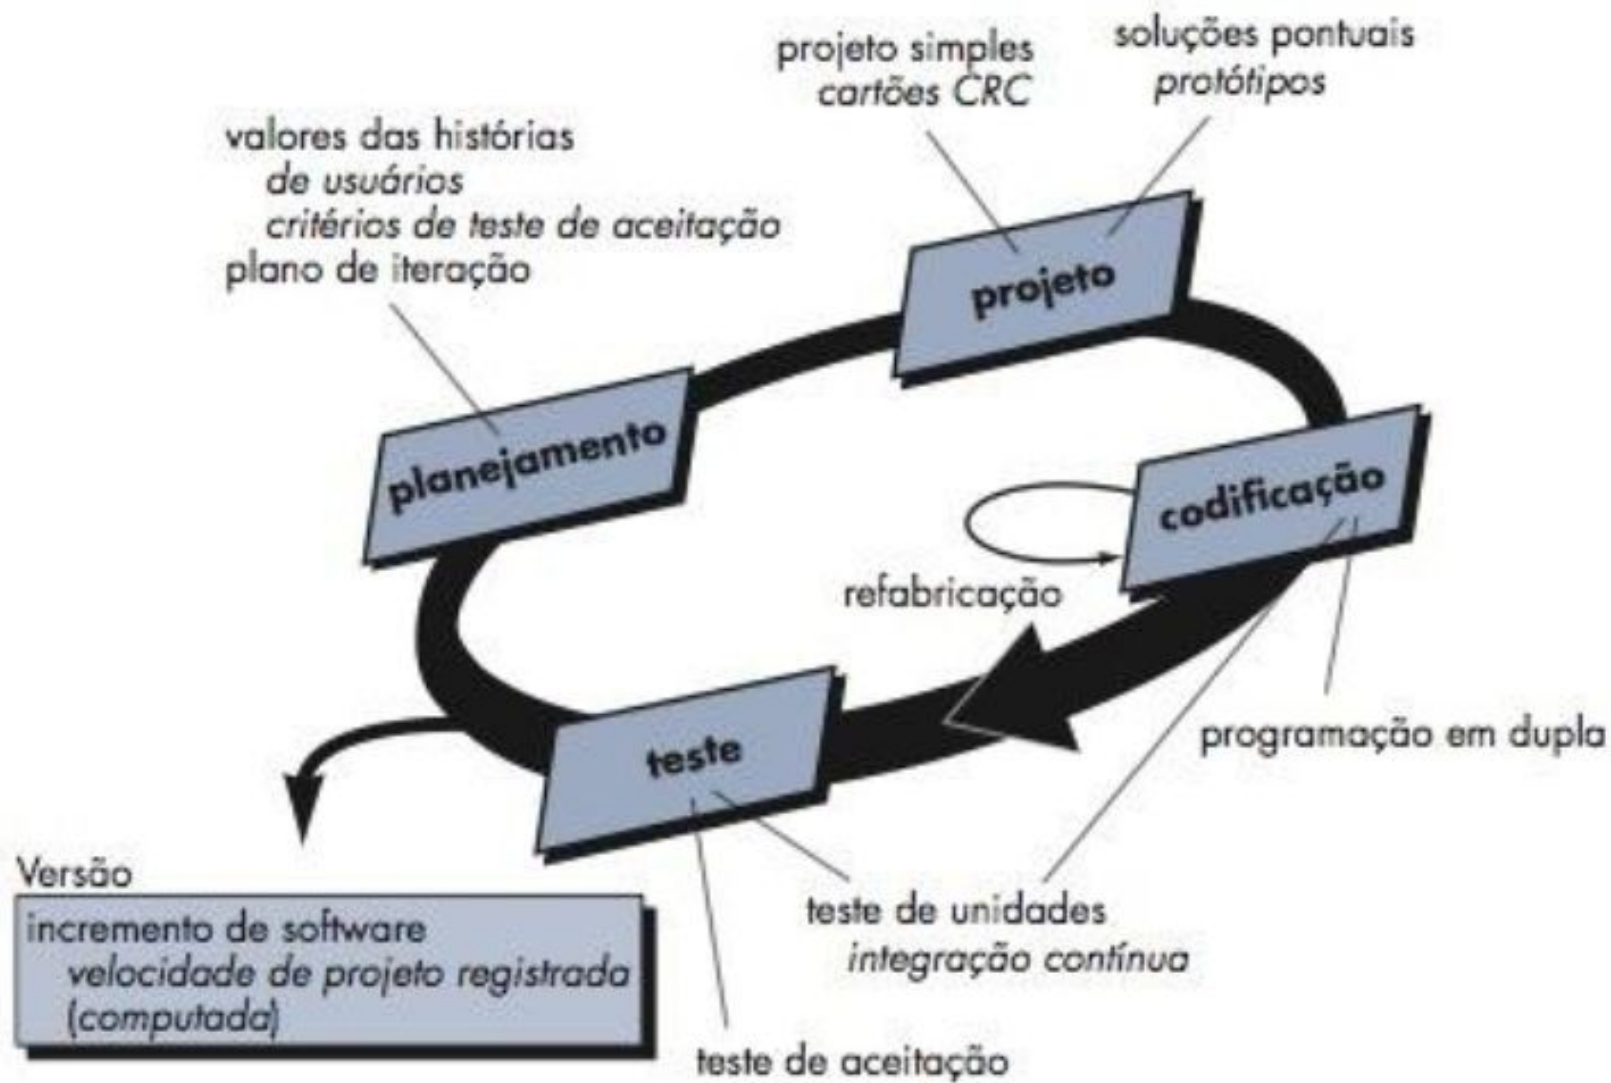 projeto simples
cartões CRC
soluções pontuais
protótipos
valores das histórias
de usuários
critérios de teste de aceitação
plano de iteração
projeto
planejamento
codificação
refabricação
programação em dupla
teste
Versão
incremento de software
velocidade de projeto registrada
(computada)
teste de unidades
integração contínua
teste de aceitação